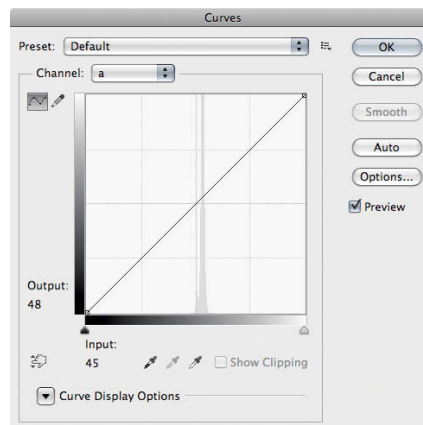 Curves
Preset: Default
OK
Channel: a
Cancel
Smooth
Auto
Options...
Preview
Output:
48
Input:
45
Show Clipping
Curve Display Options